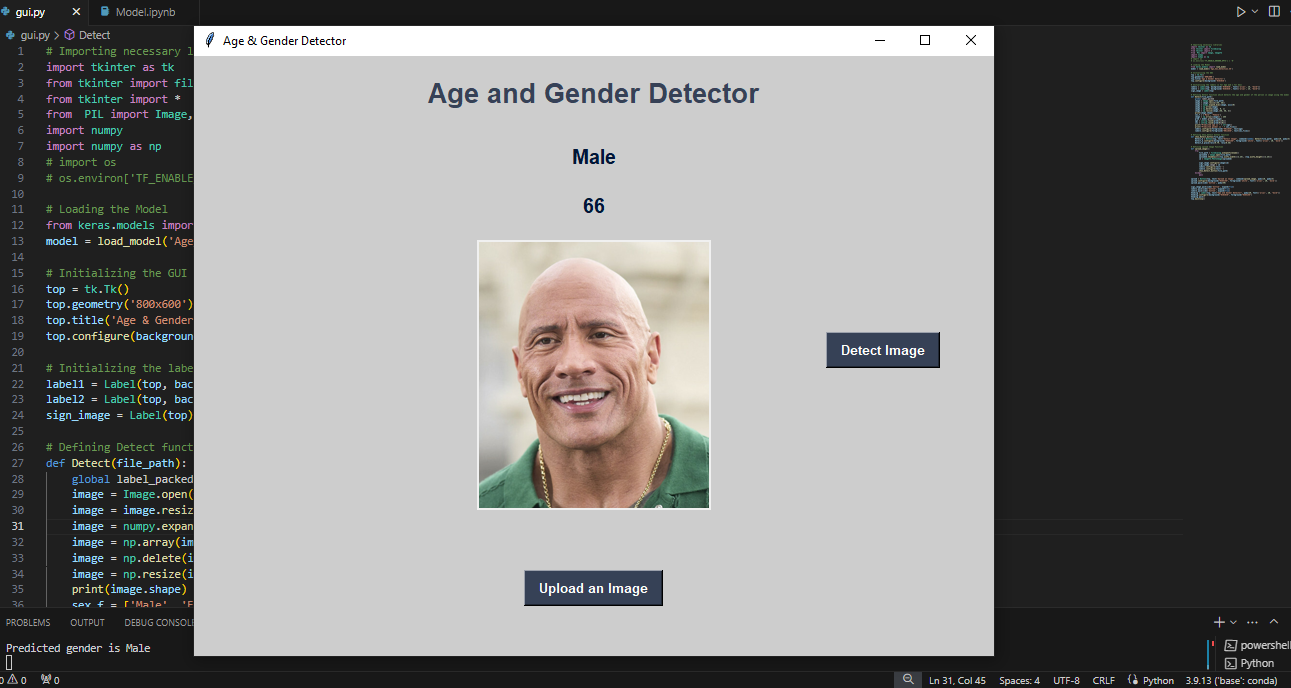 gui.py
Model.ipynb
gui.py > Detect
Age & Gender Detector
Age and Gender Detector
Male
66
Detect Image
Upload an Image
1 # Importing necessary l
2 import tkinter as tk
3 from tkinter import fil
4 from tkinter import *
5 from PIL import Image,
6 import numpy
7 import numpy as np
8 # import os
9 # os.environ['TF_ENABLE
10
11 # Loading the Model
12 from keras.models impor
13 model = load_model('Age
14
15 # Initializing the GUI
16 top = tk.Tk()
17 top.geometry('800x600')
18 top.title('Age & Gender
19 top.configure(backgroun
20
21 # Initializing the labe
22 label1 = Label(top, bac
23 label2 = Label(top, bac
24 sign_image = Label(top)
25
26 # Defining Detect funct
27 def Detect(file_path):
28 global label_packed
29 image = Image.open(
30 image = image.resiz
31 image = numpy.expan
32 image = np.array(im
33 image = np.delete(i
34 image = np.resize(i
35 print(image.shape)
36 sex_f = ['Male', 'F
PROBLEMS OUTPUT DEBUG CONSOLE
Predicted gender is Male
powershell
Python
0 0 0
Ln 31, Col 45 Spaces: 4 UTF-8 CRLF Python 3.9.13 ('base': conda)